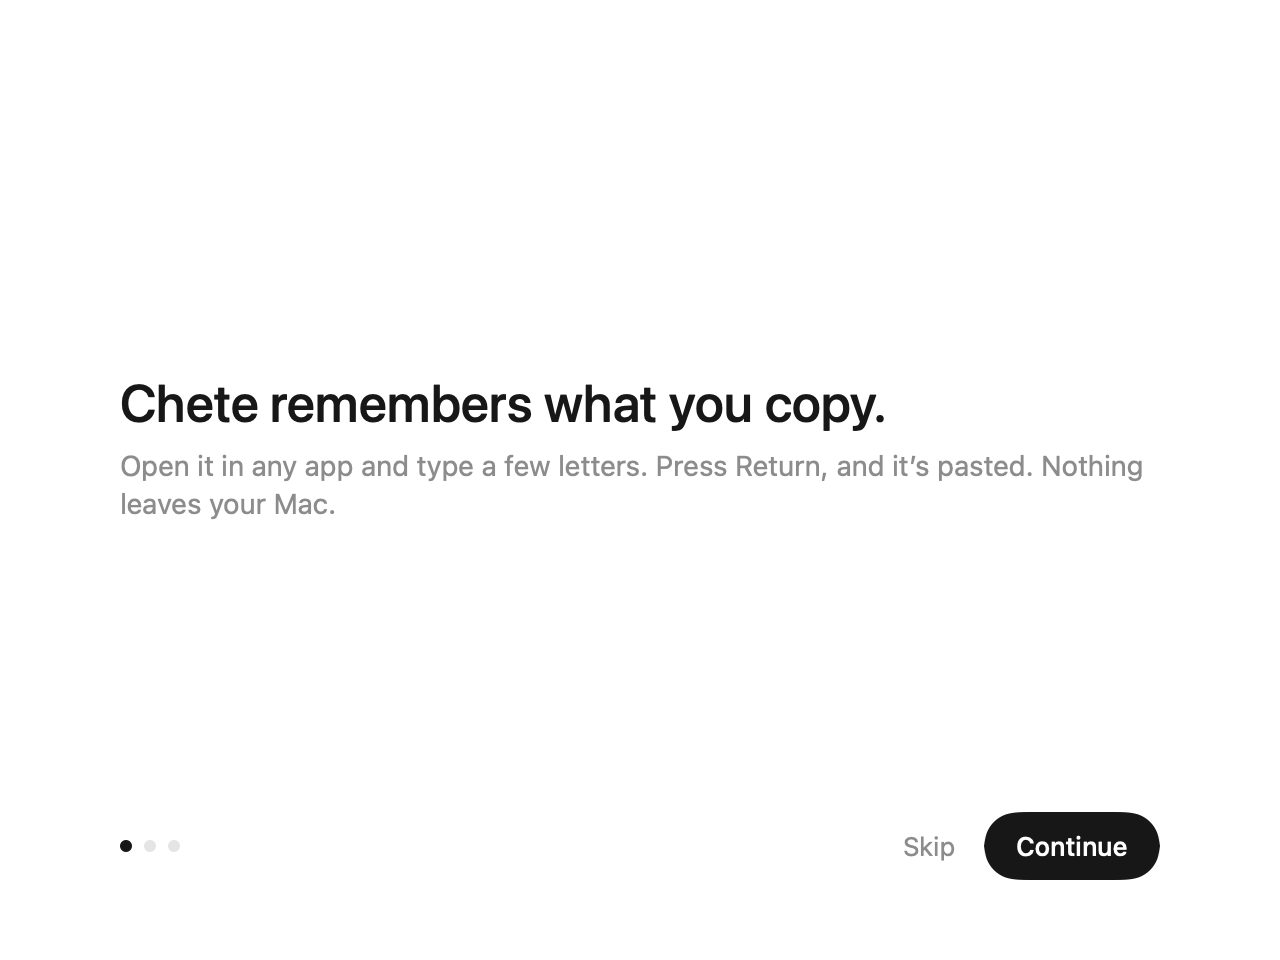 Chete remembers what you copy.
Open it in any app and type a few letters. Press Return, and it’s pasted. Nothing
leaves your Mac.
Skip
Continue